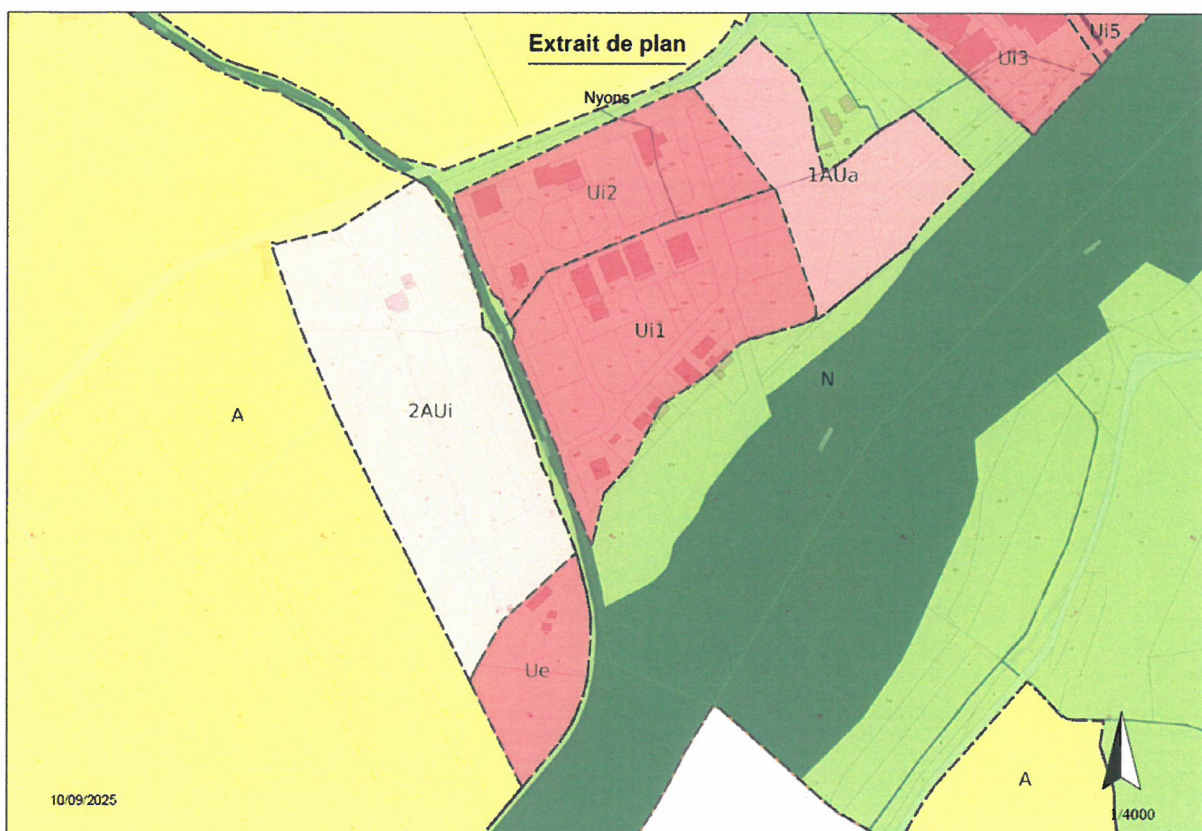 Extrait de plan
Ui5
Ui3
Nyons
1AUa
Ui2
Ui1
N
2AUi
A
Ue
A
10/09/2025
1/4000